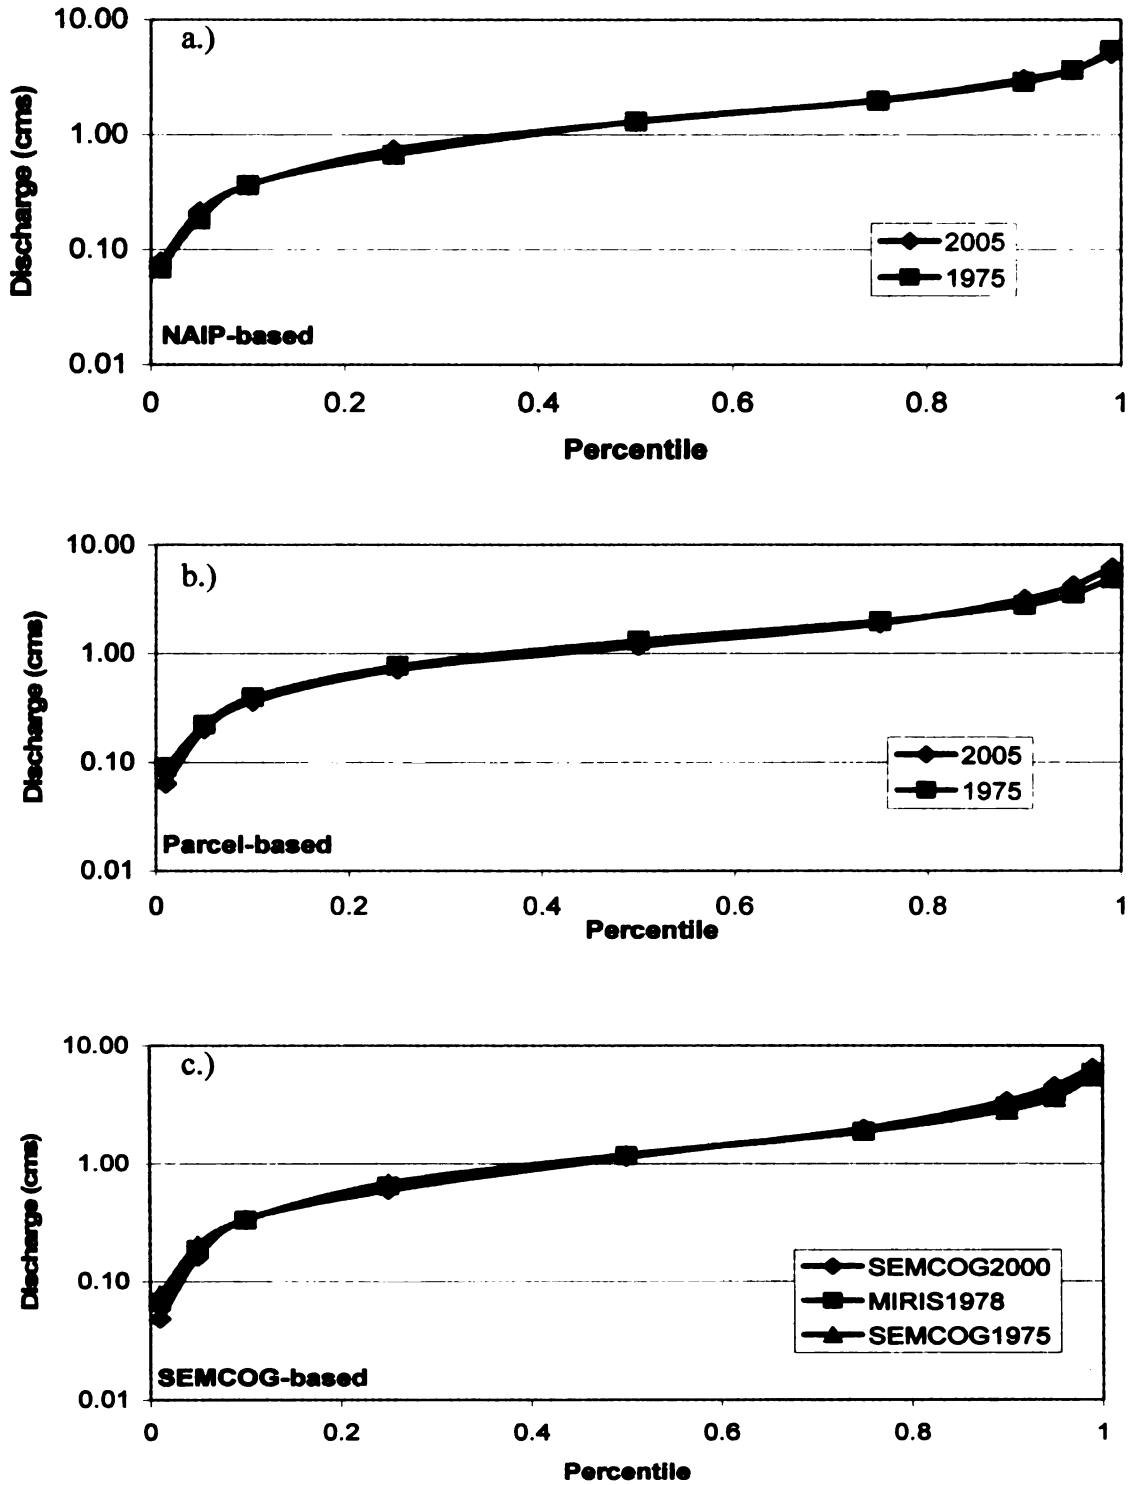 a.)
10.00
1.00
0.10
0.01
Discharge (cms)
2005
1975
NAIP-based
0 0.2 0.4 0.6 0.8 1
Percentile
b.)
10.00
1.00
0.10
0.01
Discharge (cms)
2005
1975
Parcel-based
0 0.2 0.4 0.6 0.8 1
Percentile
c.)
10.00
1.00
0.10
0.01
Discharge (cms)
SEMCOG2000
MIRIS1978
SEMCOG1975
SEMCOG-based
0 0.2 0.4 0.6 0.8 1
Percentile